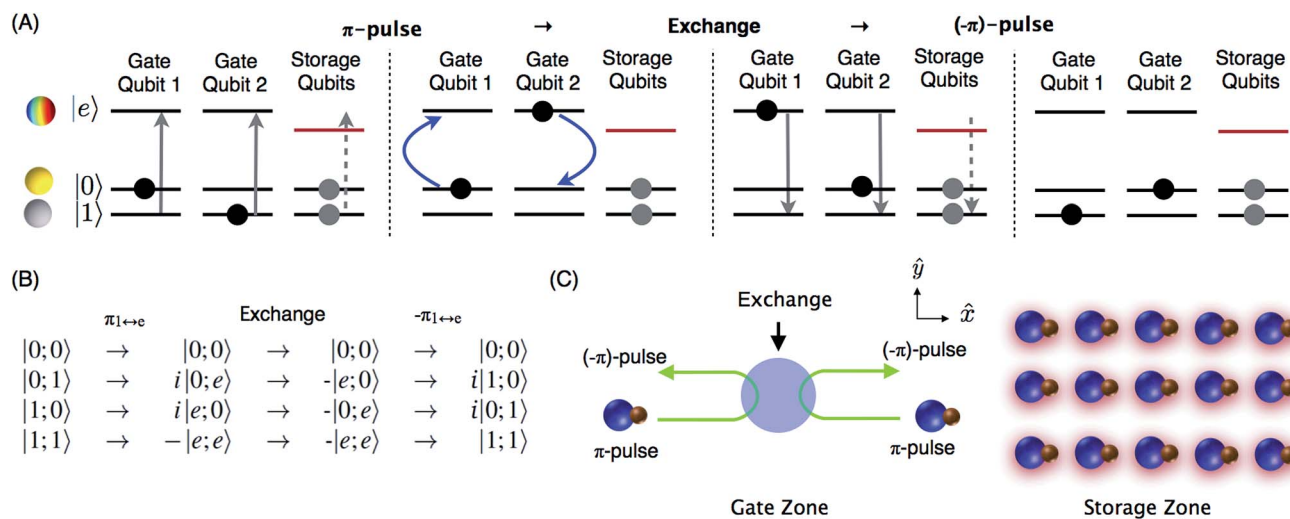 (A)
π-pulse → Exchange → (-π)-pulse
Gate Qubit 1 Gate Qubit 2 Storage Qubits Gate Qubit 1 Gate Qubit 2 Storage Qubits Gate Qubit 1 Gate Qubit 2 Storage Qubits Gate Qubit 1 Gate Qubit 2 Storage Qubits
|e⟩
|0⟩
|1⟩
(B)
π1↔e Exchange -π1↔e
|0;0⟩ → |0;0⟩ → |0;0⟩ → |0;0⟩
|0;1⟩ → i|0;e⟩ → -|e;0⟩ → i|1;0⟩
|1;0⟩ → i|e;0⟩ → -|0;e⟩ → i|0;1⟩
|1;1⟩ → −|e;e⟩ → -|e;e⟩ → |1;1⟩
(C)
Exchange
ŷ
x̂
(-π)-pulse (-π)-pulse
π-pulse π-pulse
Gate Zone Storage Zone